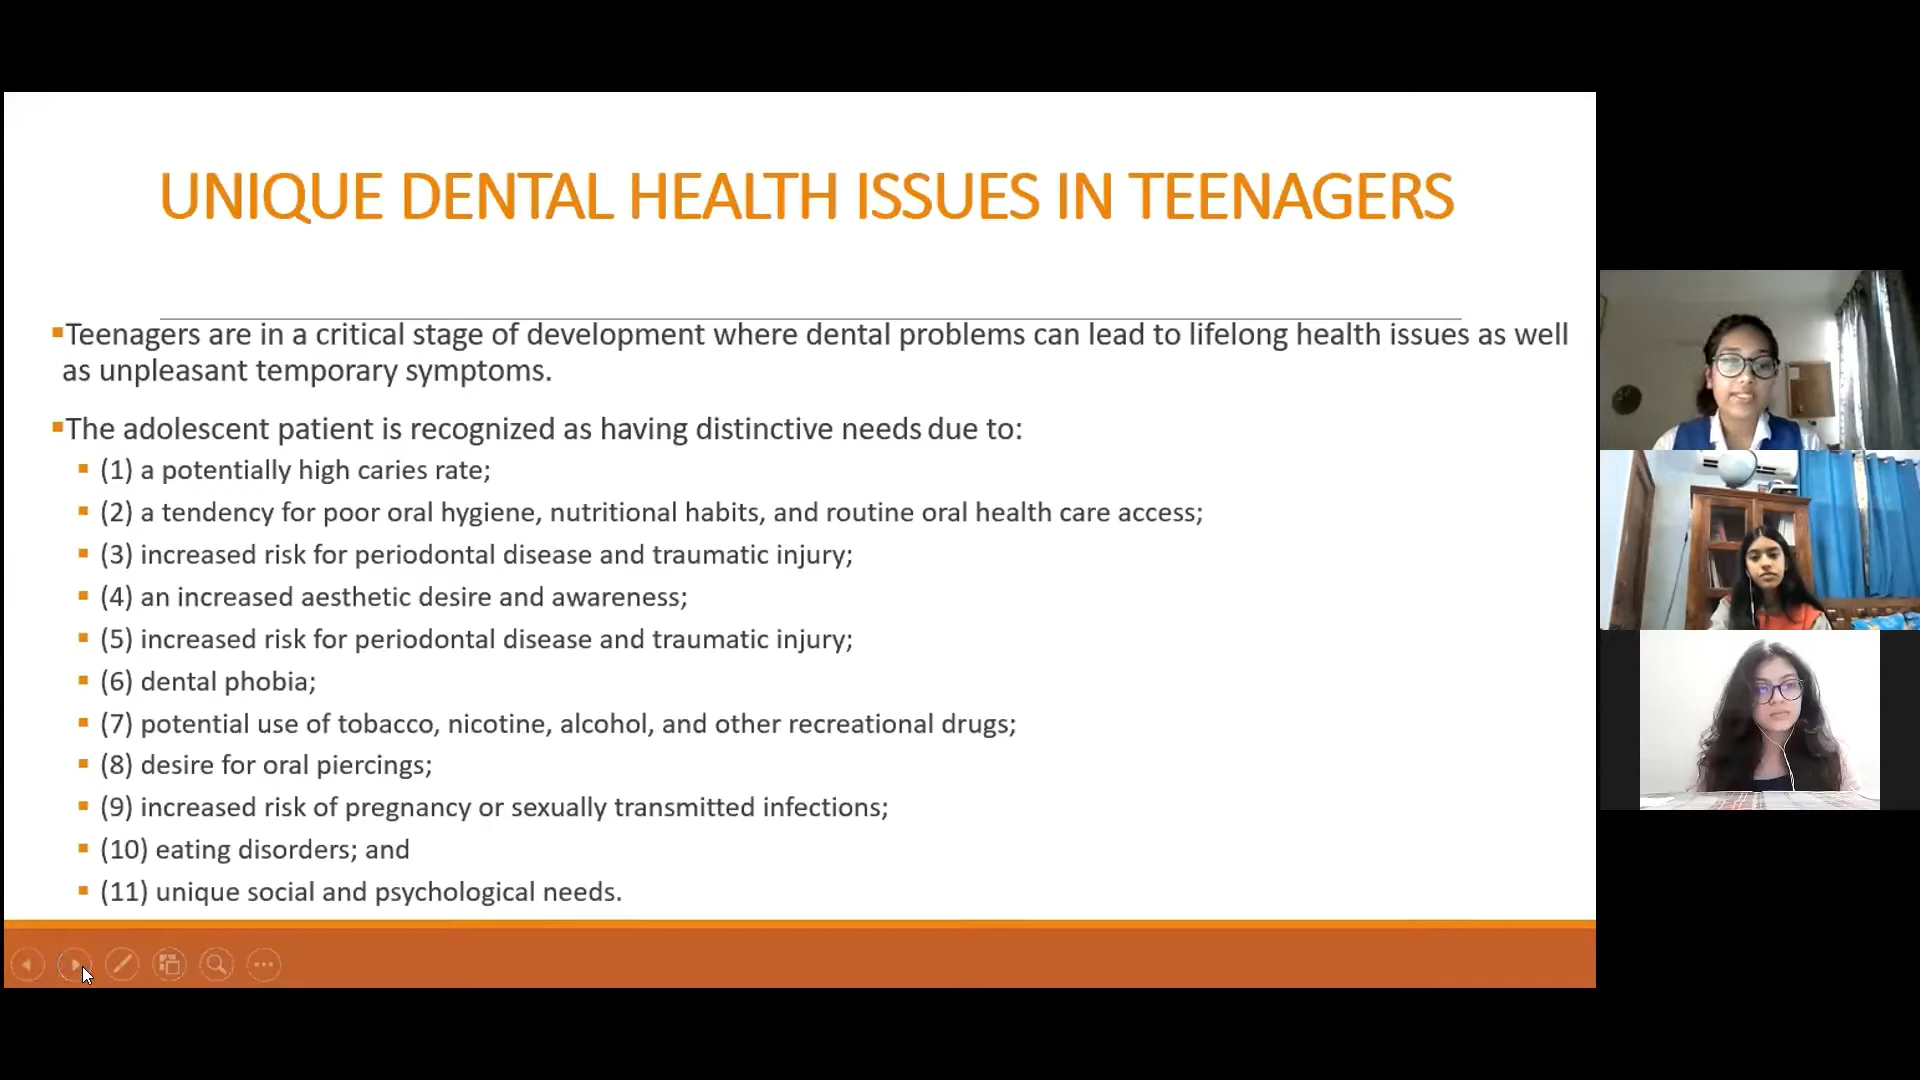 UNIQUE DENTAL HEALTH ISSUES IN TEENAGERS
Teenagers are in a critical stage of development where dental problems can lead to lifelong health issues as well
as unpleasant temporary symptoms.
The adolescent patient is recognized as having distinctive needs due to:
(1) a potentially high caries rate;
(2) a tendency for poor oral hygiene, nutritional habits, and routine oral health care access;
(3) increased risk for periodontal disease and traumatic injury;
(4) an increased aesthetic desire and awareness;
(5) increased risk for periodontal disease and traumatic injury;
(6) dental phobia;
(7) potential use of tobacco, nicotine, alcohol, and other recreational drugs;
(8) desire for oral piercings;
(9) increased risk of pregnancy or sexually transmitted infections;
(10) eating disorders; and
(11) unique social and psychological needs.